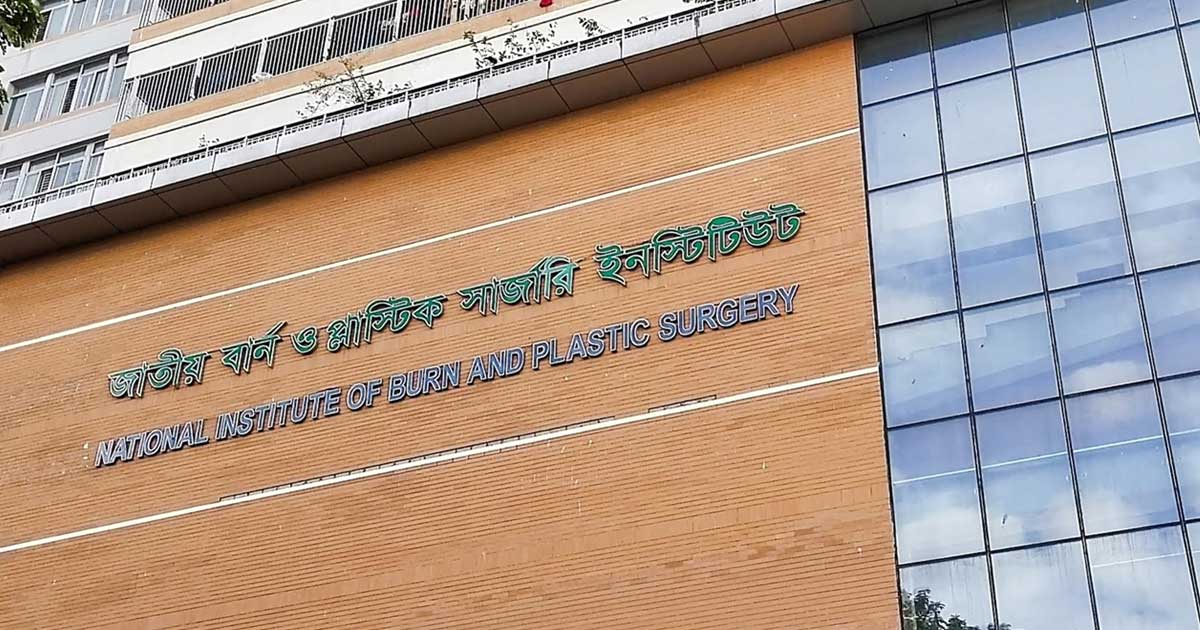 জাতীয় বার্ন ও প্লাস্টিক সার্জারি ইনস্টিটিউট
NATIONAL INSTITUTE OF BURN AND PLASTIC SURGERY